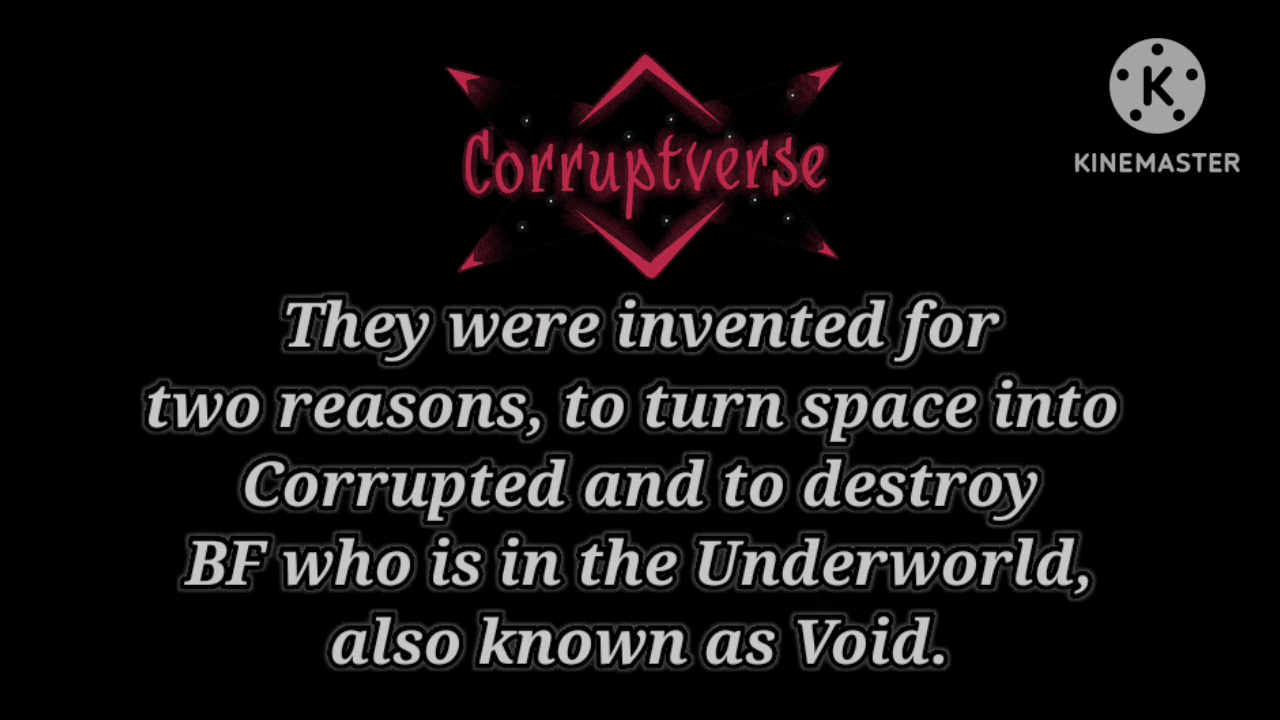 Corruptverse
K
KINEMASTER
They were invented for
two reasons, to turn space into
Corrupted and to destroy
BF who is in the Underworld,
also known as Void.